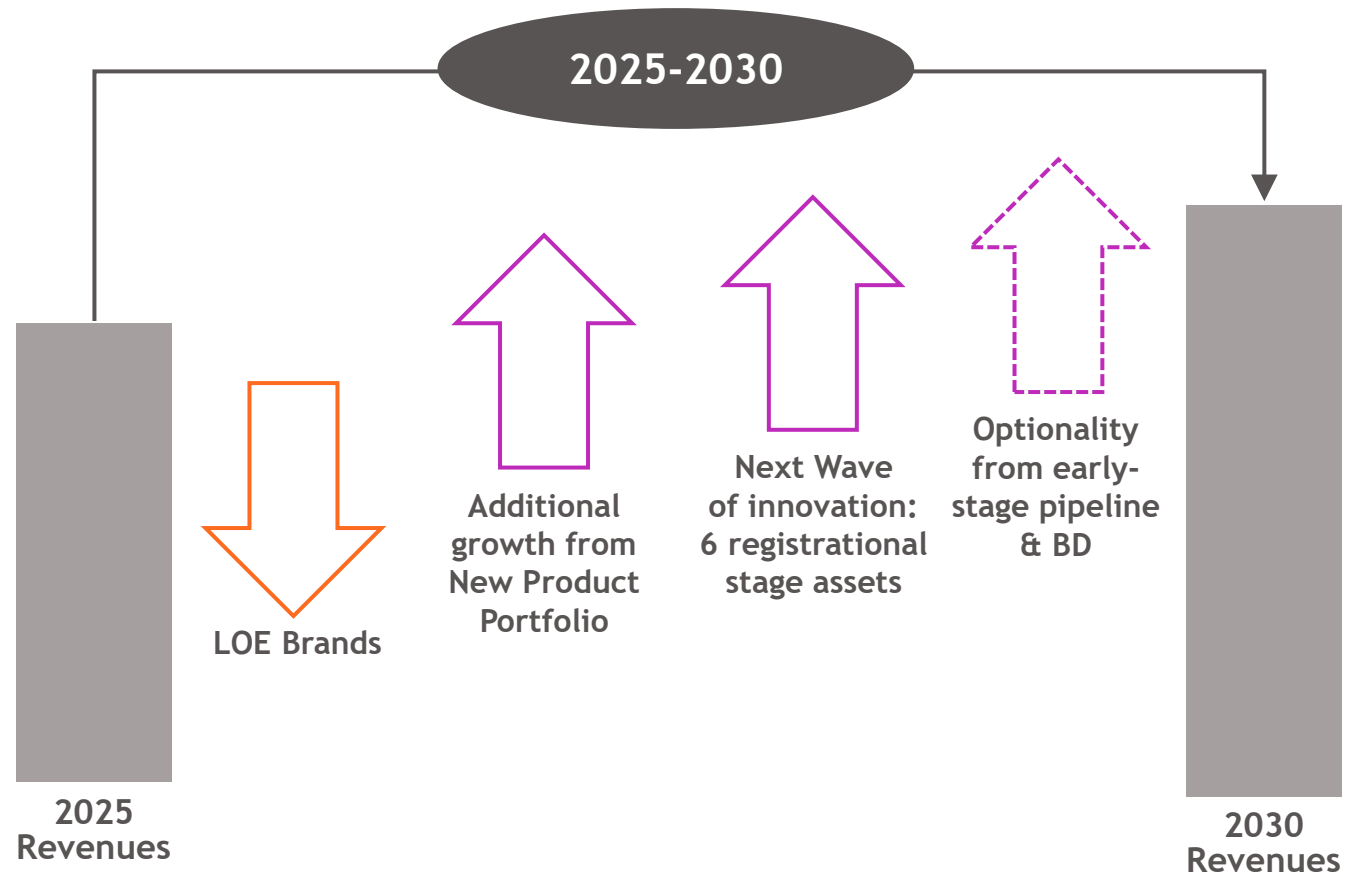 2025-2030
LOE Brands
Additional
growth from
New Product
Portfolio
Next Wave
of innovation:
6 registrational
stage assets
Optionality
from early-
stage pipeline
& BD
2025
Revenues
2030
Revenues